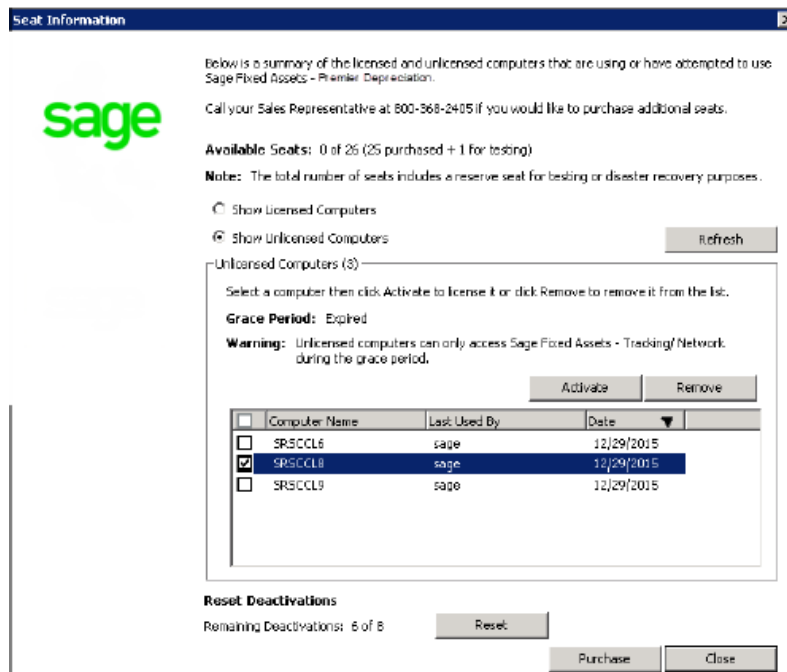 Seat Information
Below is a summary of the licensed and unlicensed computers that are using or have attempted to use
Sage Fixed Assets - Premier Depreciation.
sage
Call your Sales Representative at 800-368-2405 if you would like to purchase additional seats.
Available Seats: 0 of 26 (25 purchased + 1 for testing)
Note: The total number of seats includes a reserve seat for testing or disaster recovery purposes.
Show Licensed Computers
Show Unlicensed Computers
Refresh
Unlicensed Computers (3)
Select a computer then click Activate to license it or click Remove to remove it from the list.
Grace Period: Expired
Warning: Unlicensed computers can only access Sage Fixed Assets - Tracking/ Network
during the grace period.
Activate Remove
Computer Name Last Used By Date
SRSCCL6 sage 12/29/2015
SRSCCL8 sage 12/29/2015
SRSCCL9 sage 12/29/2015
Reset Deactivations
Remaining Deactivations: 6 of 8 Reset
Purchase Close